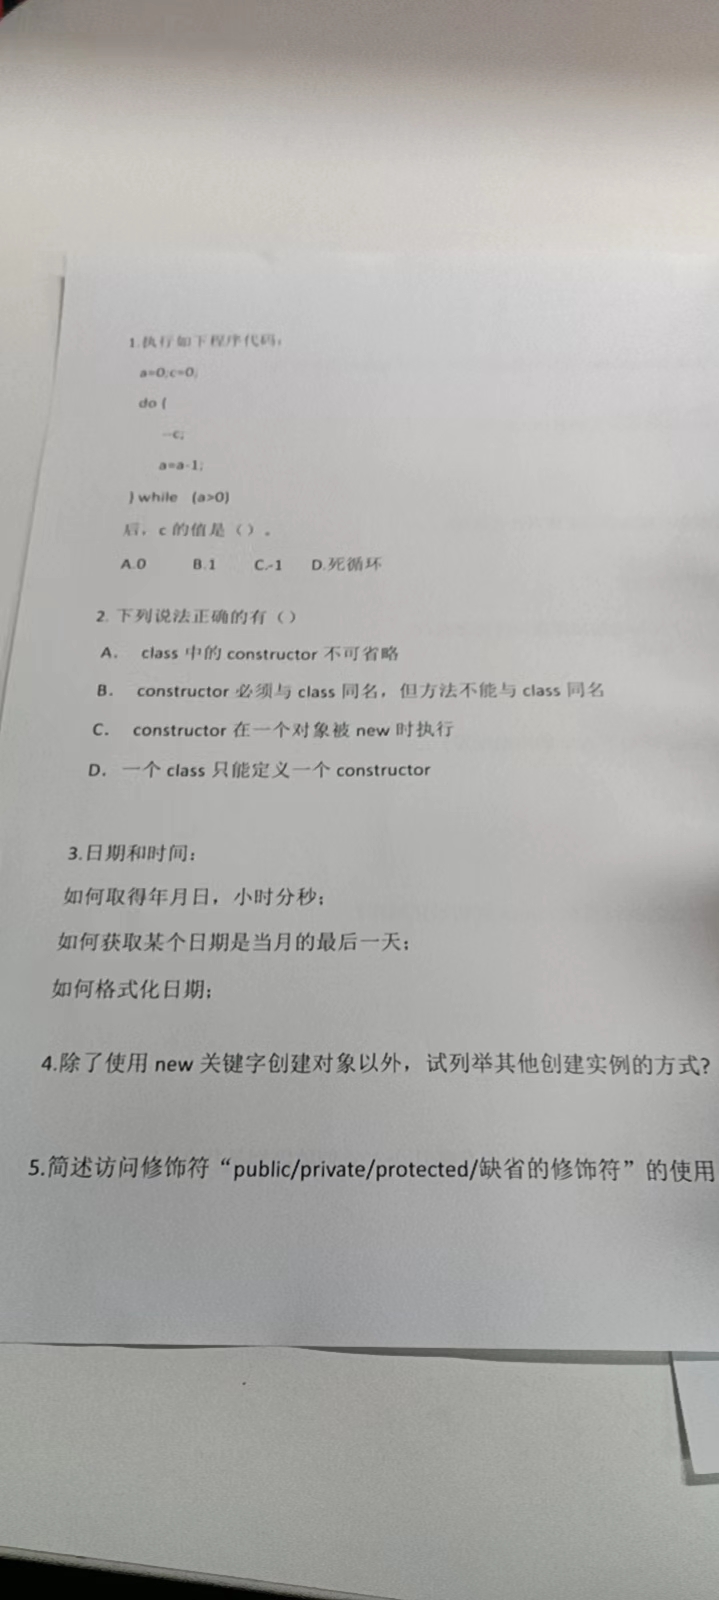 1.执行如下程序代码，
a=0;c=0;
do {
--c;
a=a-1;
} while (a>0)
后，c 的值是（）。
A.0 B.1 C.-1 D.死循环
2. 下列说法正确的有（）
A. class 中的 constructor 不可省略
B. constructor 必须与 class 同名，但方法不能与 class 同名
C. constructor 在一个对象被 new 时执行
D. 一个 class 只能定义一个 constructor
3.日期和时间：
如何取得年月日，小时分秒；
如何获取某个日期是当月的最后一天；
如何格式化日期；
4.除了使用 new 关键字创建对象以外，试列举其他创建实例的方式?
5.简述访问修饰符“public/private/protected/缺省的修饰符”的使用